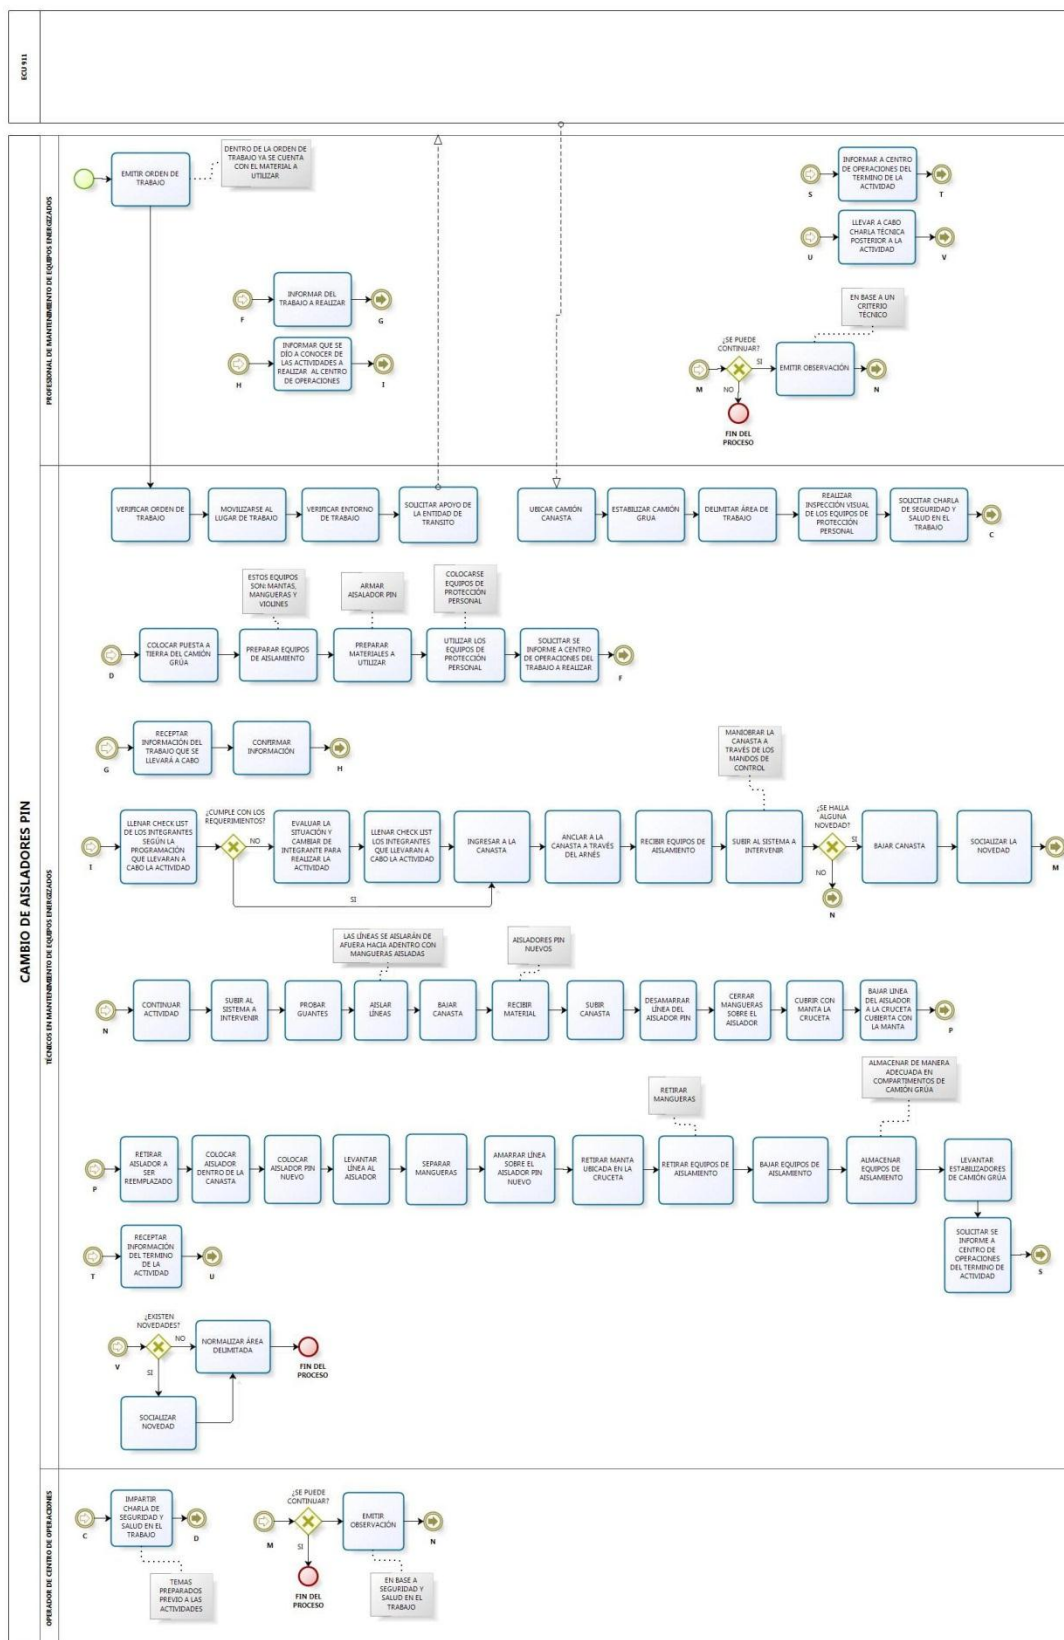 ECU 911
CAMBIO DE AISLADORES PIN
PROFESIONAL DE MANTENIMIENTO DE EQUIPOS ENERGIZADOS
EMITIR ORDEN DE
TRABAJO
DENTRO DE LA ORDEN DE
TRABAJO YA SE CUENTA
CON EL MATERIAL A
UTILIZAR
INFORMAR A CENTRO
DE OPERACIONES DEL
TERMINO DE LA
ACTIVIDAD
S
T
LLEVAR A CABO
CHARLA TÉCNICA
POSTERIOR A LA
ACTIVIDAD
U
V
INFORMAR DEL
TRABAJO A REALIZAR
F
G
INFORMAR QUE SE
DÍO A CONOCER DE
LAS ACTIVIDADES A
REALIZAR AL CENTRO
DE OPERACIONES
H
I
EN BASE A UN
CRITERIO
TÉCNICO
¿SE PUEDE
CONTINUAR?
SI
EMITIR OBSERVACIÓN
M
N
NO
FIN DEL
PROCESO
TÉCNICOS EN MANTENIMIENTO DE EQUIPOS ENERGIZADOS
VERIFICAR ORDEN DE
TRABAJO
MOVILIZARSE AL
LUGAR DE TRABAJO
VERIFICAR ENTORNO
DE TRABAJO
SOLICITAR APOYO DE
LA ENTIDAD DE
TRANSITO
UBICAR CAMIÓN
CANASTA
ESTABILIZAR CAMIÓN
GRUA
DELIMITAR ÁREA DE
TRABAJO
REALIZAR
INSPECCIÓN VISUAL
DE LOS EQUIPOS DE
PROTECCIÓN
PERSONAL
SOLICITAR CHARLA
DE SEGURIDAD Y
SALUD EN EL
TRABAJO
C
ESTOS EQUIPOS
SON: MANTAS,
MANGUERAS Y
VIOLINES
ARMAR
AISALADOR PIN
COLOCARSE
EQUIPOS DE
PROTECCIÓN
PERSONAL
D
COLOCAR PUESTA A
TIERRA DEL CAMIÓN
GRÚA
PREPARAR EQUIPOS
DE AISLAMIENTO
PREPARAR
MATERIALES A
UTILIZAR
UTILIZAR LOS
EQUIPOS DE
PROTECCIÓN
PERSONAL
SOLICITAR SE
INFORME A CENTRO
DE OPERACIONES DEL
TRABAJO A REALIZAR
F
G
RECEPTAR
INFORMACIÓN DEL
TRABAJO QUE SE
LLEVARÁ A CABO
CONFIRMAR
INFORMACIÓN
H
MANIOBRAR LA
CANASTA A
TRAVÉS DE LOS
MANDOS DE
CONTROL
I
LLENAR CHECK LIST
DE LOS INTEGRANTES
SEGÚN LA
PROGRAMACIÓN
QUE LLEVARAN A
CABO LA ACTIVIDAD
¿CUMPLE CON LOS
REQUERIMIENTOS?
NO
EVALUAR LA
SITUACIÓN Y
CAMBIAR DE
INTEGRANTE PARA
REALIZAR LA
ACTIVIDAD
LLENAR CHECK LIST
LOS INTEGRANTES
QUE LLEVARAN A
CABO LA ACTIVIDAD
INGRESAR A LA
CANASTA
ANCLAR A LA
CANASTA A TRAVÉS
DEL ARNÉS
RECIBIR EQUIPOS DE
AISLAMIENTO
SUBIR AL SISTEMA A
INTERVENIR
¿SE HALLA
ALGUNA
NOVEDAD?
SI
BAJAR CANASTA
SOCIALIZAR LA
NOVEDAD
M
NO
N
SI
LAS LÍNEAS SE AISLARÁN DE
AFUERA HACIA ADENTRO CON
MANGUERAS AISLADAS
AISLADORES PIN
NUEVOS
N
CONTINUAR
ACTIVIDAD
SUBIR AL
SISTEMA A
INTERVENIR
PROBAR
GUANTES
AISLAR
LÍNEAS
BAJAR
CANASTA
RECIBIR
MATERIAL
SUBIR
CANASTA
DESAMARRAR
LÍNEA DEL
AISLADOR PIN
CERRAR
MANGUERAS
SOBRE EL
AISLADOR
CUBRIR CON
MANTA LA
CRUCETA
BAJAR LINEA
DEL AISLADOR
A LA CRUCETA
CUBIERTA CON
LA MANTA
P
RETIRAR
MANGUERAS
ALMACENAR DE MANERA
ADECUADA EN
COMPARTIMENTOS DE
CAMIÓN GRÚA
P
RETIRAR
AISLADOR A
SER
REEMPLAZADO
COLOCAR
AISLADOR
DENTRO DE LA
CANASTA
COLOCAR
AISLADOR PIN
NUEVO
LEVANTAR
LÍNEA AL
AISLADOR
SEPARAR
MANGUERAS
AMARRAR LÍNEA
SOBRE EL
AISLADOR PIN
NUEVO
RETIRAR MANTA
UBICADA EN LA
CRUCETA
RETIRAR EQUIPOS DE
AISLAMIENTO
BAJAR EQUIPOS DE
AISLAMIENTO
ALMACENAR
EQUIPOS DE
AISLAMIENTO
LEVANTAR
ESTABILIZADORES
DE CAMIÓN GRÚA
SOLICITAR SE
INFORME A
CENTRO DE
OPERACIONES
DEL TERMINO DE
ACTIVIDAD
S
T
RECEPTAR
INFORMACIÓN
DEL TERMINO
DE LA
ACTIVIDAD
U
¿EXISTEN
NOVEDADES?
V
NO
NORMALIZAR ÁREA
DELIMITADA
FIN DEL
PROCESO
SI
SOCIALIZAR
NOVEDAD
OPERADOR DE CENTRO DE OPERACIONES
C
IMPARTIR
CHARLA DE
SEGURIDAD Y
SALUD EN EL
TRABAJO
D
TEMAS
PREPARADOS
PREVIO A LAS
ACTIVIDADES
¿SE PUEDE
CONTINUAR?
M
EMITIR
OBSERVACIÓN
N
SI
FIN DEL
PROCESO
EN BASE A
SEGURIDAD Y
SALUD EN EL
TRABAJO